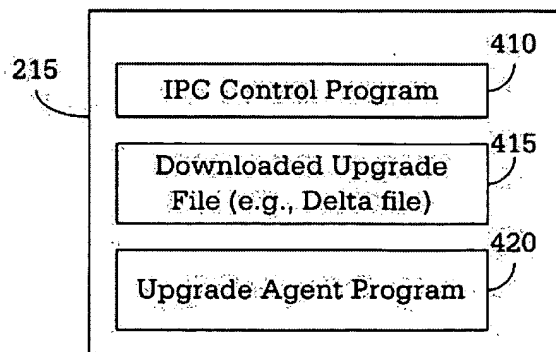 410
215
IPC Control Program
415
Downloaded Upgrade
File (e.g., Delta file)
420
Upgrade Agent Program